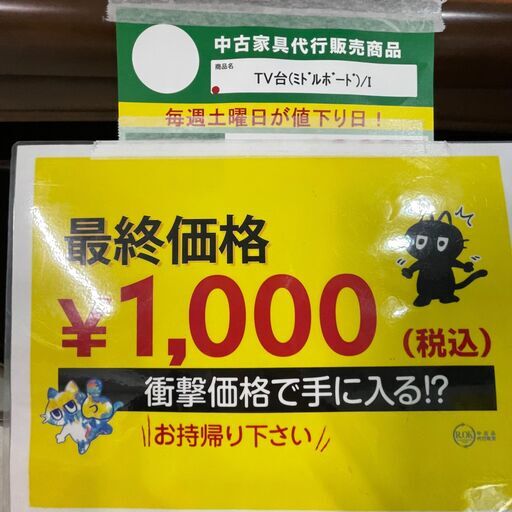 中古家具代行販売商品
商品名
TV台(ﾐﾄﾞﾙﾎﾞｰﾄﾞ)/I
毎週土曜日が値下り日！
最終価格
¥1,000(税込)
衝撃価格で手に入る!?
お持帰り下さい